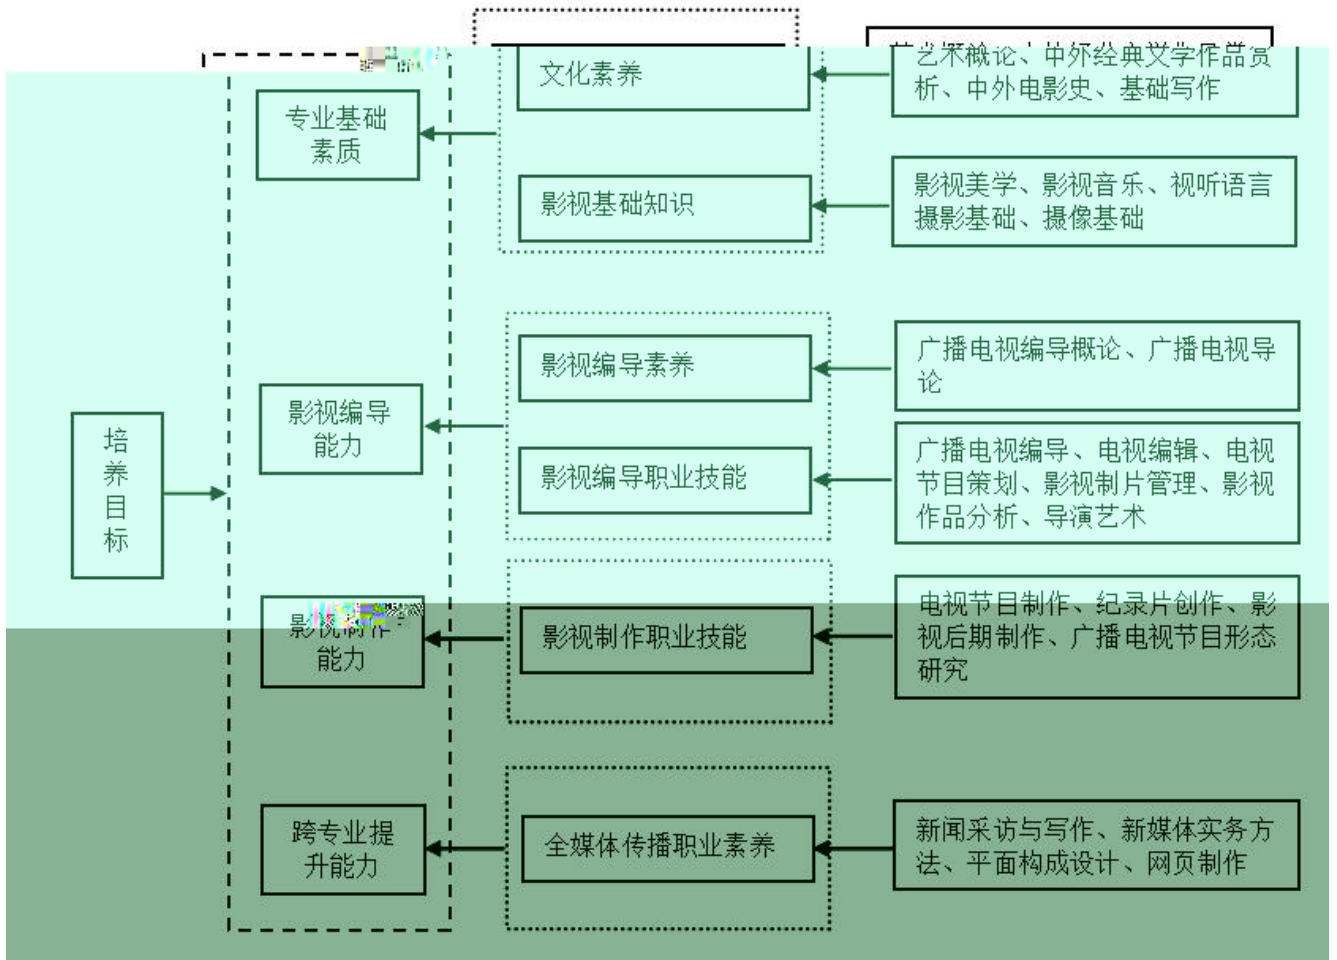 文化素养
艺术概论、中外经典文学作品赏
析、中外电影史、基础写作
专业基础
素质
影视基础知识
影视美学、影视音乐、视听语言
摄影基础、摄像基础
影视编导素养
广播电视编导概论、广播电视导
论
影视编导
能力
培
养
目
标
影视编导职业技能
广播电视编导、电视编辑、电视
节目策划、影视制片管理、影视
作品分析、导演艺术
影视制作
能力
影视制作职业技能
电视节目制作、纪录片创作、影
视后期制作、广播电视节目形态
研究
跨专业提
升能力
全媒体传播职业素养
新闻采访与写作、新媒体实务方
法、平面构成设计、网页制作